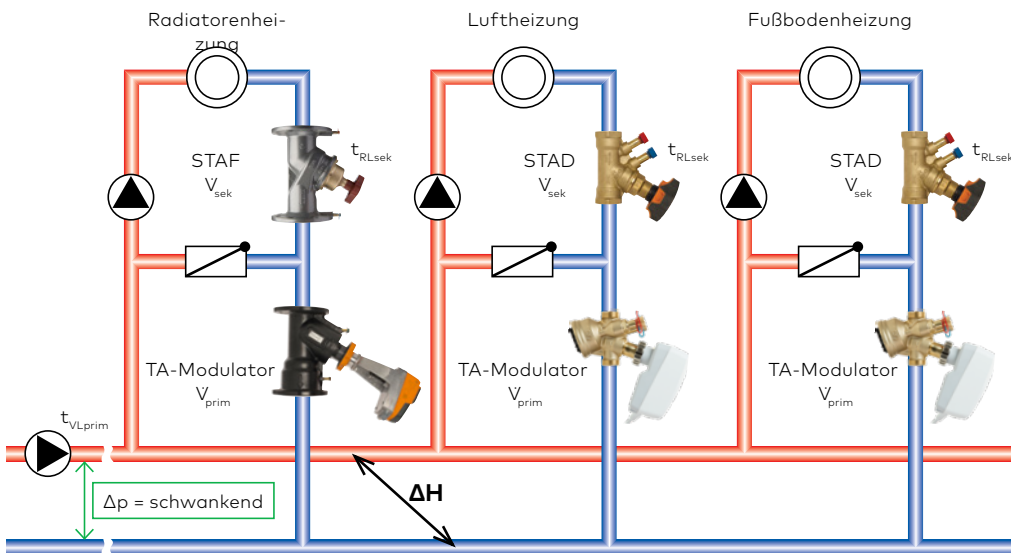 Radiatorenhei-
zung
Luftheizung
Fußbodenheizung
STAF
V̇sek
tRLsek
STAD
V̇sek
tRLsek
STAD
V̇sek
tRLsek
TA-Modulator
V̇prim
TA-Modulator
V̇prim
TA-Modulator
V̇prim
tVLprim
Δp = schwankend
ΔH